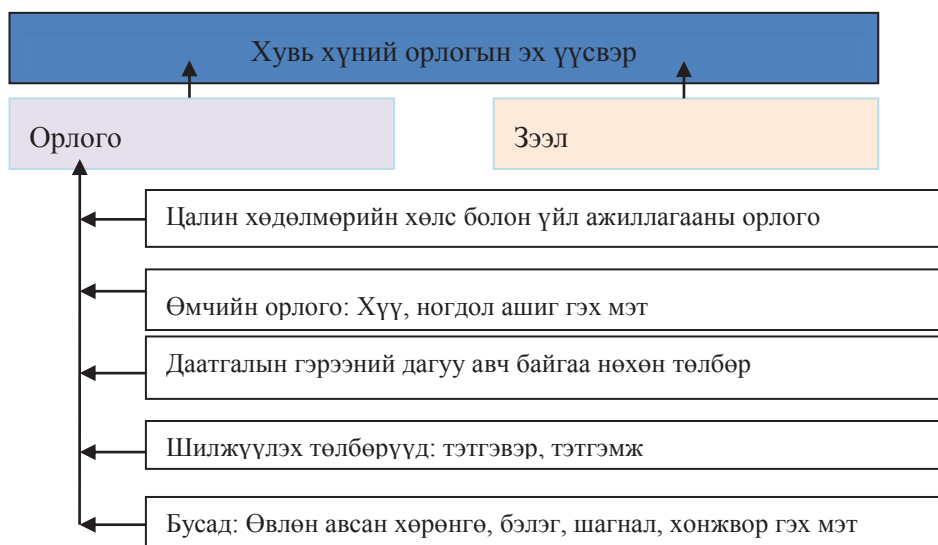 Хувь хүний орлогын эх үүсвэр
Орлого
Зээл
Цалин хөдөлмөрийн хөлс болон үйл ажиллагааны орлого
Өмчийн орлого: Хүү, ногдол ашиг гэх мэт
Даатгалын гэрээний дагуу авч байгаа нөхөн төлбөр
Шилжүүлэх төлбөрүүд: тэтгэвэр, тэтгэмж
Бусад: Өвлөн авсан хөрөнгө, бэлэг, шагнал, хонжвор гэх мэт